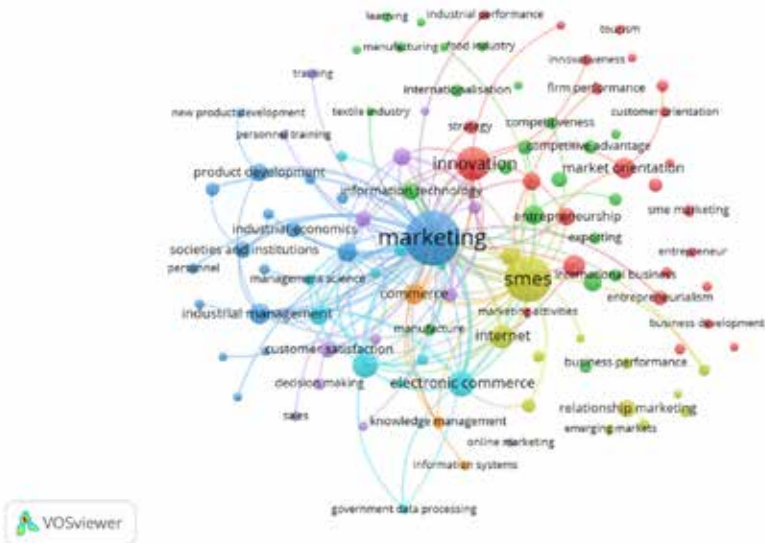 learning
industrial performance
tourism
manufacturing
food industry
innovativeness
training
internationalisation
firm performance
new product development
textile industry
customer orientation
personnel training
strategy
competitiveness
competitive advantage
product development
innovation
market orientation
information technology
industrial economics
entrepreneurship
sme marketing
marketing
exporting
societies and institutions
entrepreneur
personnel
management science
smes
international business
commerce
entrepreneurialism
industrial management
marketing activities
business development
manufacture
internet
customer satisfaction
business performance
decision making
electronic commerce
relationship marketing
sales
knowledge management
emerging markets
online marketing
information systems
government data processing
VOSviewer